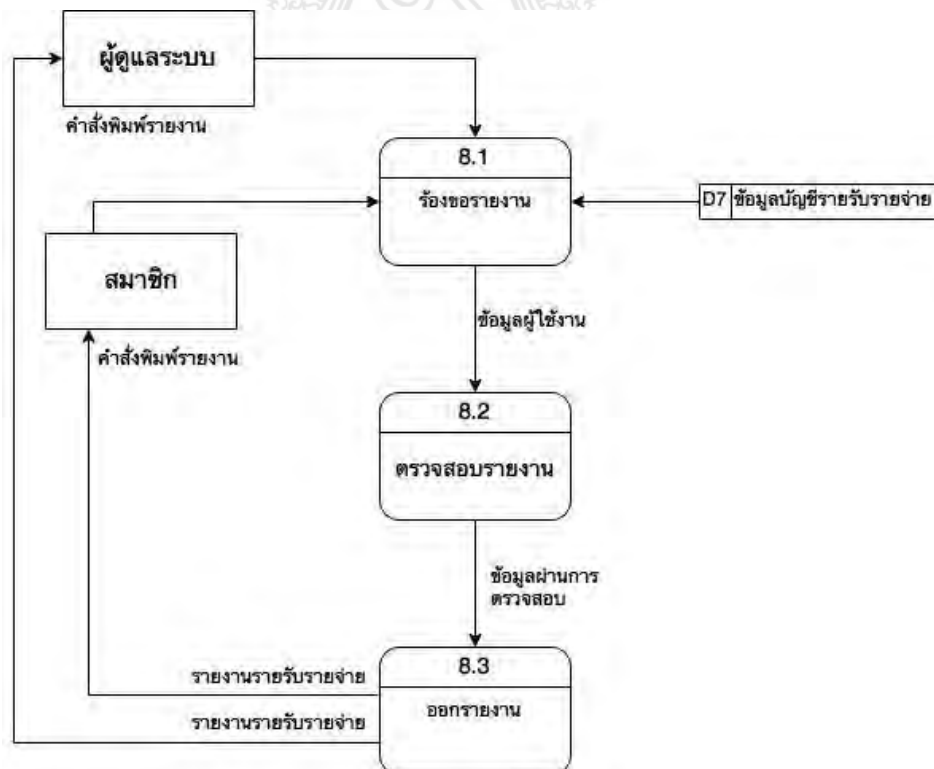 ผู้ดูแลระบบ
คำสั่งพิมพ์รายงาน
8.1
ร้องขอรายงาน
D7 ข้อมูลบัญชีรายรับรายจ่าย
สมาชิก
คำสั่งพิมพ์รายงาน
ข้อมูลผู้ใช้งาน
8.2
ตรวจสอบรายงาน
ข้อมูลผ่านการ
ตรวจสอบ
8.3
ออกรายงาน
รายงานรายรับรายจ่าย
รายงานรายรับรายจ่าย